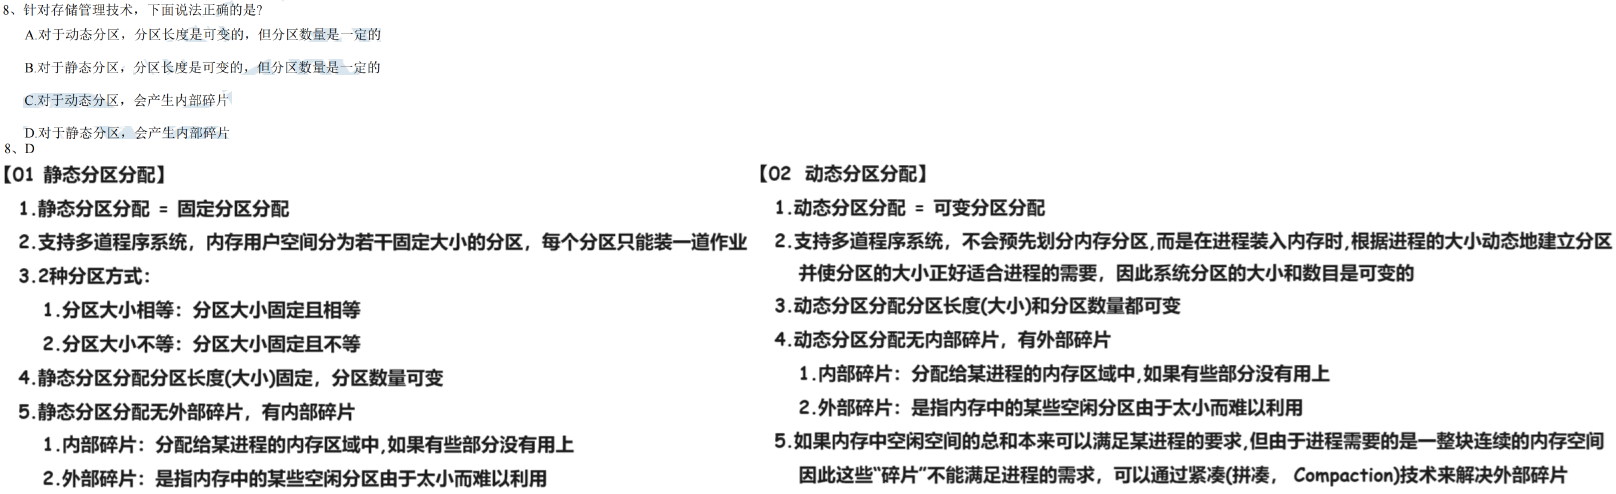 8、针对存储管理技术，下面说法正确的是?
A.对于动态分区，分区长度是可变的，但分区数量是一定的
B.对于静态分区，分区长度是可变的，但分区数量是一定的
C.对于动态分区，会产生内部碎片
D.对于静态分区，会产生内部碎片
8、D
【01 静态分区分配】
1.静态分区分配 = 固定分区分配
2.支持多道程序系统，内存用户空间分为若干固定大小的分区，每个分区只能装一道作业
3.2种分区方式：
1.分区大小相等：分区大小固定且相等
2.分区大小不等：分区大小固定且不等
4.静态分区分配分区长度(大小)固定，分区数量可变
5.静态分区分配无外部碎片，有内部碎片
1.内部碎片：分配给某进程的内存区域中,如果有些部分没有用上
2.外部碎片：是指内存中的某些空闲分区由于太小而难以利用
【02 动态分区分配】
1.动态分区分配 = 可变分区分配
2.支持多道程序系统，不会预先划分内存分区,而是在进程装入内存时,根据进程的大小动态地建立分区
并使分区的大小正好适合进程的需要，因此系统分区的大小和数目是可变的
3.动态分区分配分区长度(大小)和分区数量都可变
4.动态分区分配无内部碎片，有外部碎片
1.内部碎片：分配给某进程的内存区域中,如果有些部分没有用上
2.外部碎片：是指内存中的某些空闲分区由于太小而难以利用
5.如果内存中空闲空间的总和本来可以满足某进程的要求,但由于进程需要的是一整块连续的内存空间
因此这些“碎片”不能满足进程的需求，可以通过紧凑(拼凑， Compaction)技术来解决外部碎片